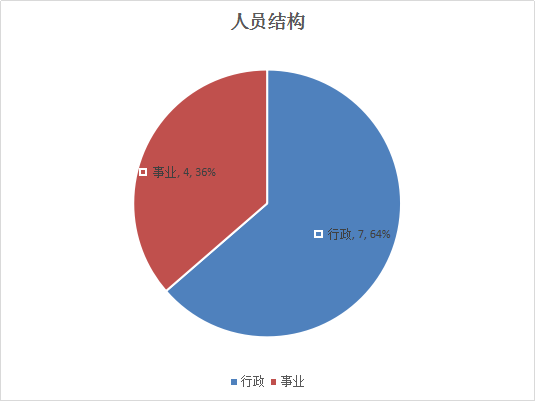 人员结构
事业, 4, 36%
行政, 7, 64%
行政
事业